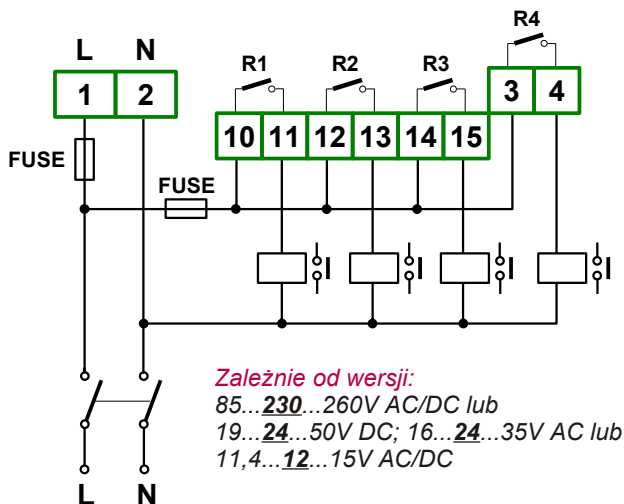 R4
L N
R1 R2 R3
1 2
3 4
10 11 12 13 14 15
FUSE
FUSE
Zależnie od wersji:
85...230...260V AC/DC lub
19...24...50V DC; 16...24...35V AC lub
11,4...12...15V AC/DC
L N